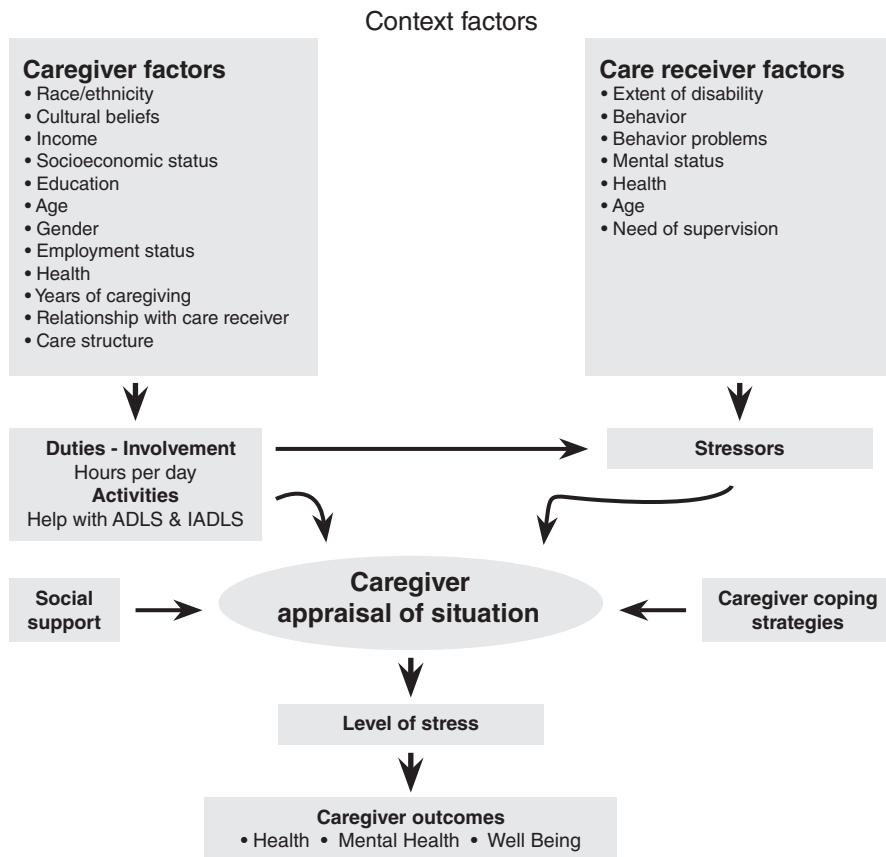 Context factors
Caregiver factors
• Race/ethnicity
• Cultural beliefs
• Income
• Socioeconomic status
• Education
• Age
• Gender
• Employment status
• Health
• Years of caregiving
• Relationship with care receiver
• Care structure
Care receiver factors
• Extent of disability
• Behavior
• Behavior problems
• Mental status
• Health
• Age
• Need of supervision
Duties - Involvement
Hours per day
Activities
Help with ADLS & IADLS
Stressors
Social
support
Caregiver
appraisal of situation
Caregiver coping
strategies
Level of stress
Caregiver outcomes
• Health • Mental Health • Well Being